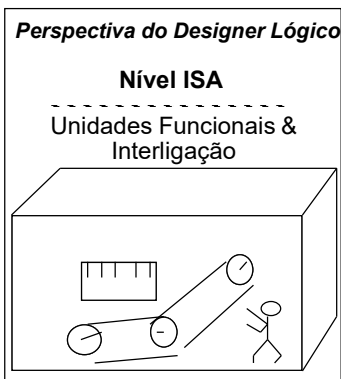 Perspectiva do Designer Lógico
Nível ISA
Unidades Funcionais &
Interligação